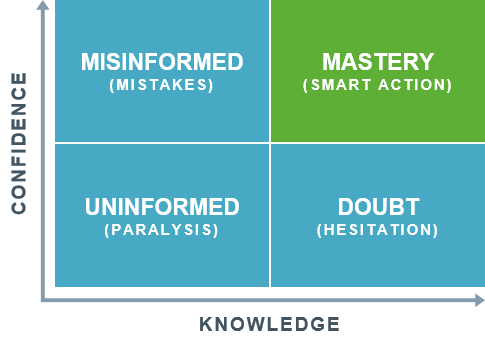 CONFIDENCE
MISINFORMED
(MISTAKES)
MASTERY
(SMART ACTION)
UNINFORMED
(PARALYSIS)
DOUBT
(HESITATION)
KNOWLEDGE